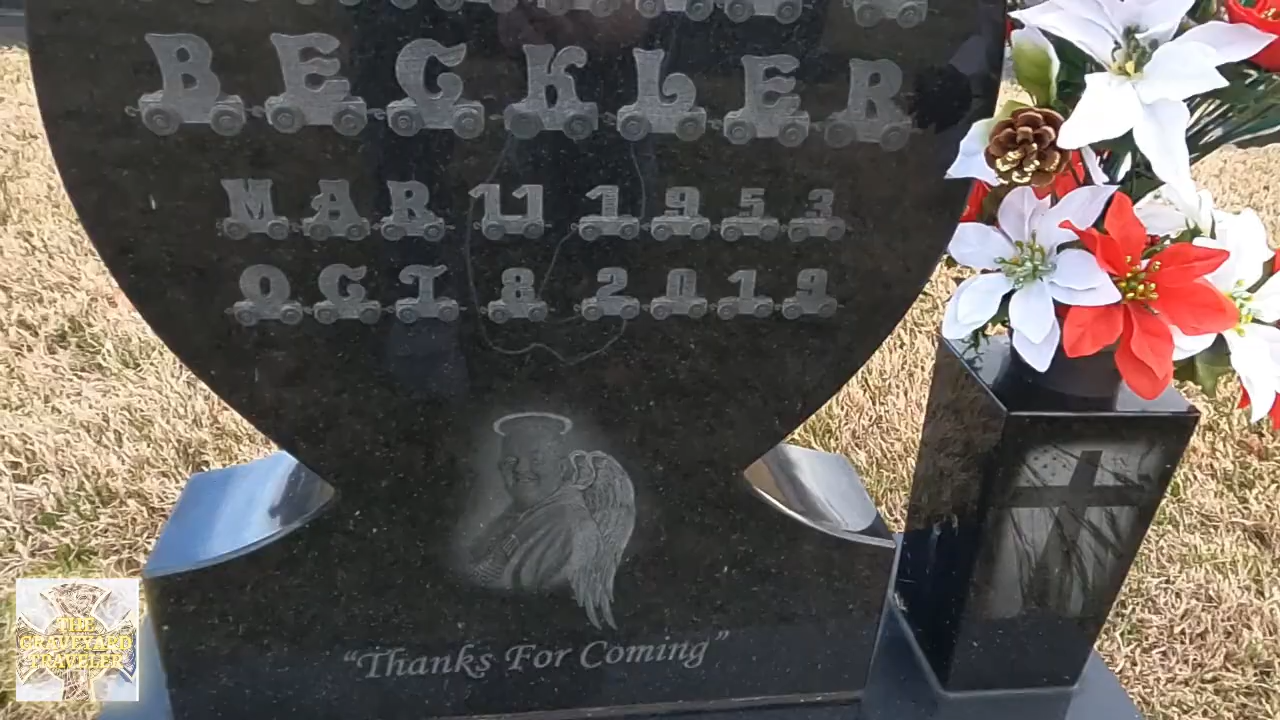 BECKLER
MAR 11 1953
OCT 8 2019
“Thanks For Coming”
THE
GRAVEYARD
TRAVELER